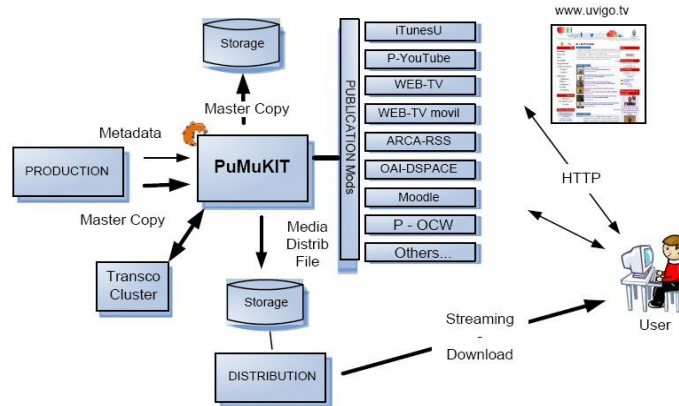 www.uvigo.tv
Storage
Master Copy
Metadata
PRODUCTION
PuMuKIT
Master Copy
Transco
Cluster
Media
Distrib
File
Storage
DISTRIBUTION
PUBLICATION Mods
iTunesU
P-YouTube
WEB-TV
WEB-TV movil
ARCA-RSS
OAI-DSPACE
Moodle
P - OCW
Others...
HTTP
User
Streaming
-
Download